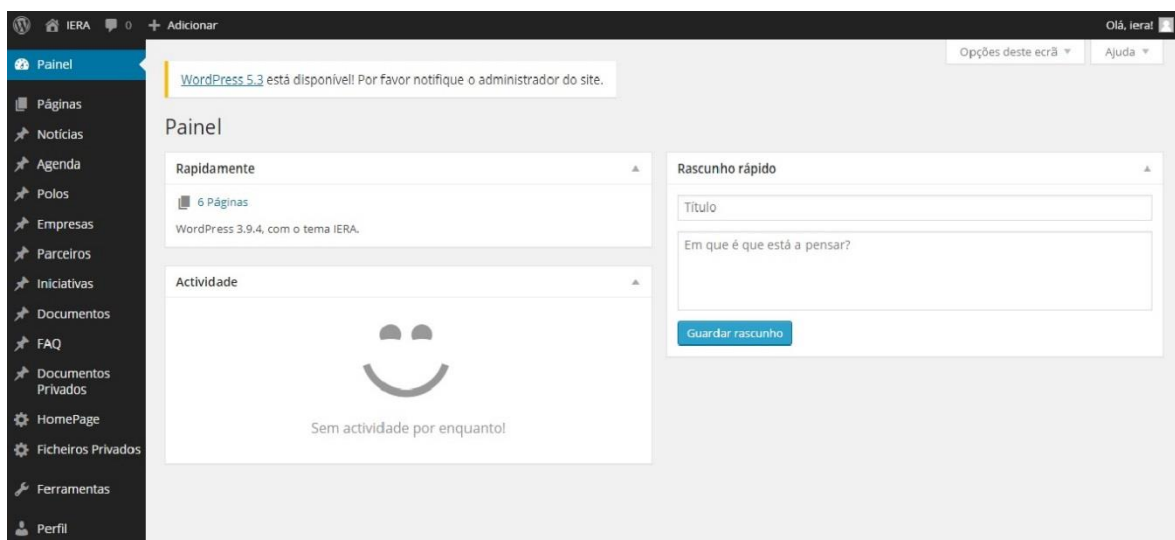 IERA 0 + Adicionar Olá, iera!
Painel
Páginas
Notícias
Agenda
Polos
Empresas
Parceiros
Iniciativas
Documentos
FAQ
Documentos
Privados
HomePage
Ficheiros Privados
Ferramentas
Perfil
Opções deste ecrã Ajuda
WordPress 5.3 está disponível! Por favor notifique o administrador do site.
Painel
Rapidamente
6 Páginas
WordPress 3.9.4, com o tema IERA.
Actividade
Sem actividade por enquanto!
Rascunho rápido
Título
Em que é que está a pensar?
Guardar rascunho